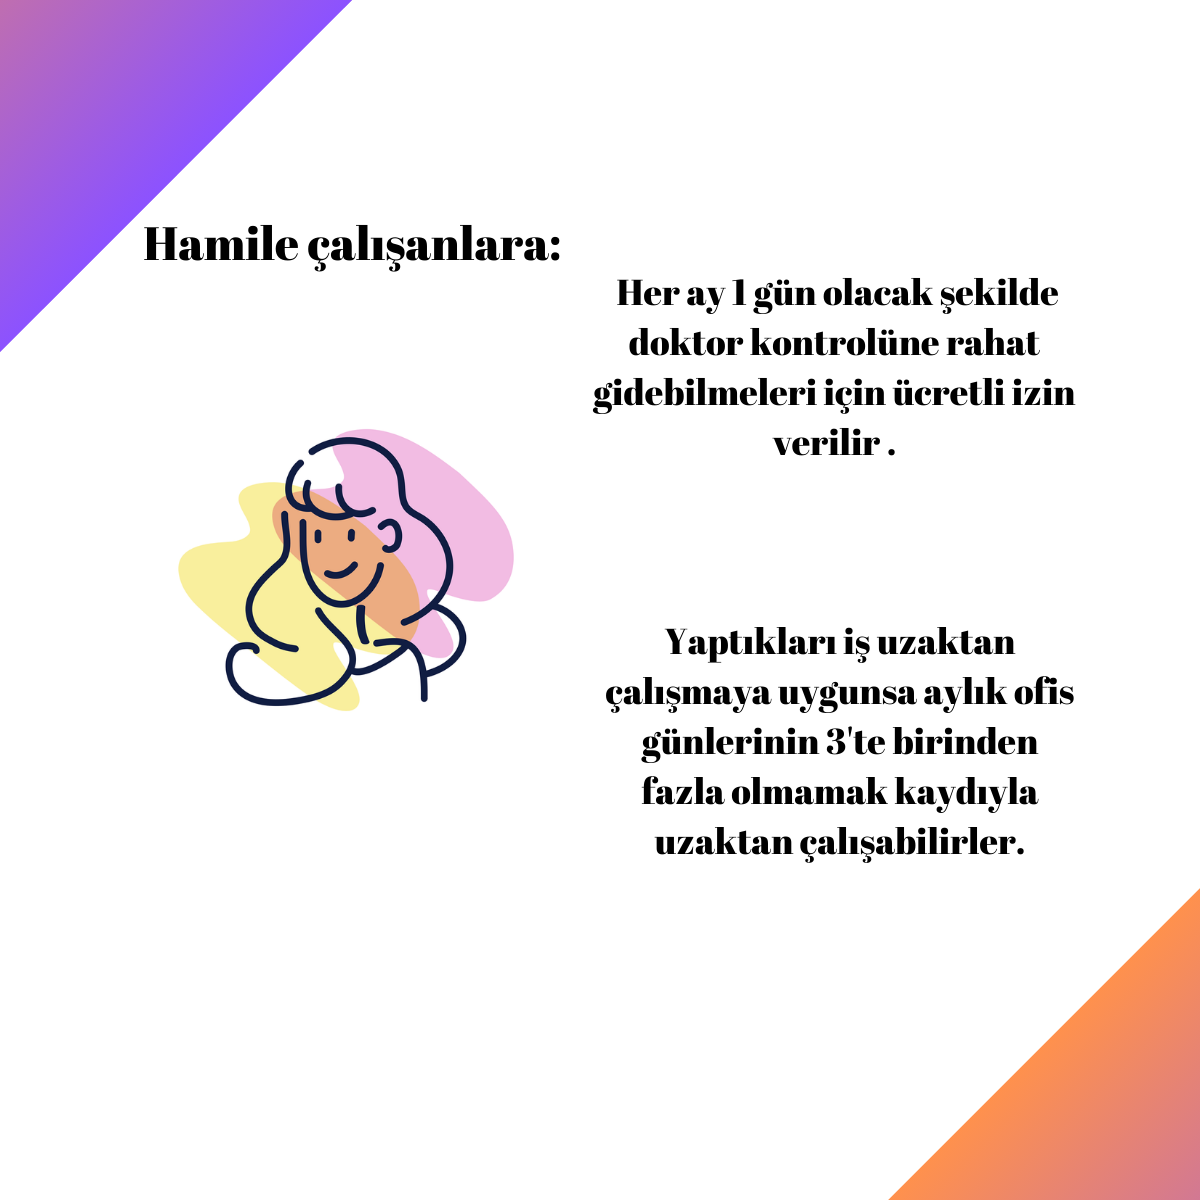 Hamile çalışanlara:
Her ay 1 gün olacak şekilde
doktor kontrolüne rahat
gidebilmeleri için ücretli izin
verilir .
Yaptıkları iş uzaktan
çalışmaya uygunsa aylık ofis
günlerinin 3'te birinden
fazla olmamak kaydıyla
uzaktan çalışabilirler.